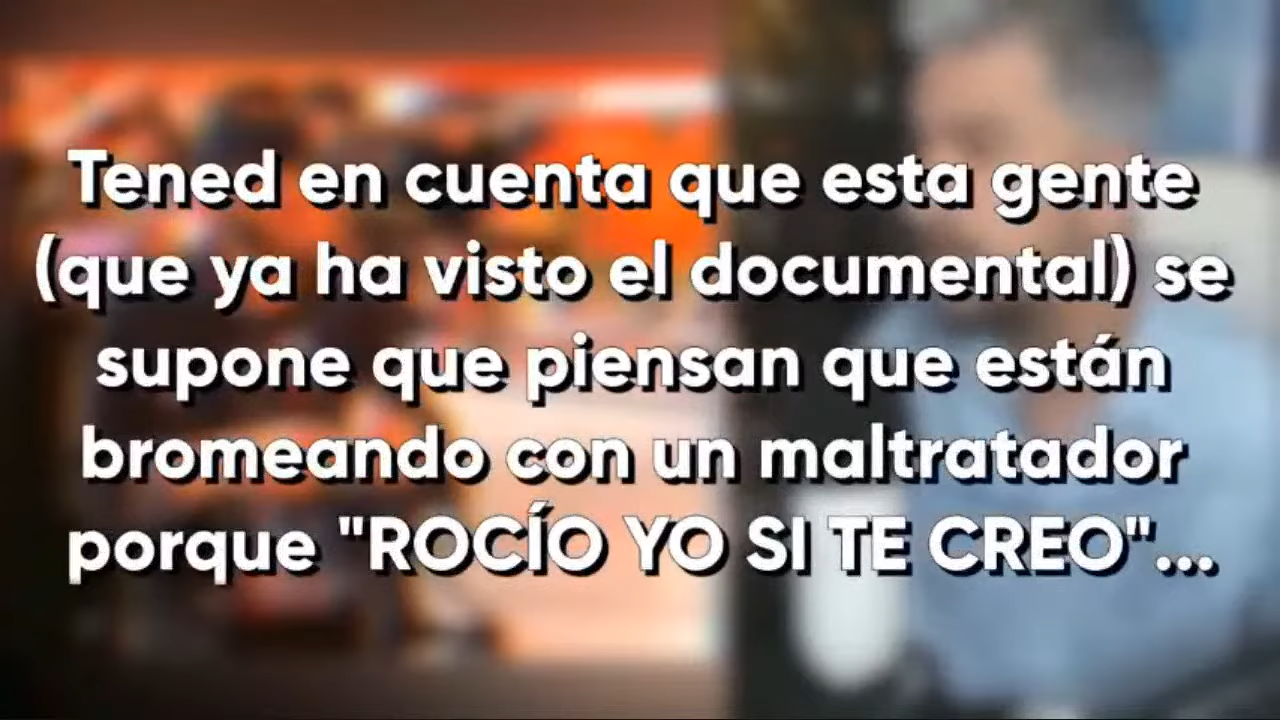 Tened en cuenta que esta gente
(que ya ha visto el documental) se
supone que piensan que están
bromeando con un maltratador
porque "ROCÍO YO SI TE CREO"...